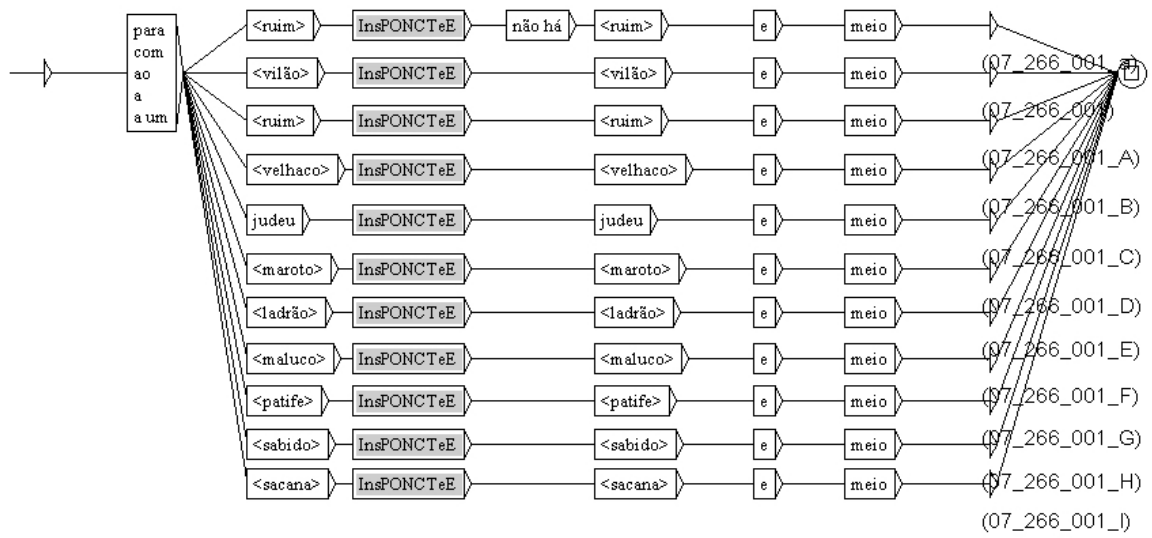 para
com
ao
a
a um
<ruim> InsPONCTeE não há <ruim> e meio
<vilão> InsPONCTeE <vilão> e meio
(07_266_001)
<ruim> InsPONCTeE <ruim> e meio
(07_266_001_A)
<velhaco> InsPONCTeE <velhaco> e meio
(07_266_001_B)
judeu InsPONCTeE judeu e meio
(07_266_001_C)
<maroto> InsPONCTeE <maroto> e meio
(07_266_001_D)
<ladrão> InsPONCTeE <ladrão> e meio
(07_266_001_E)
<maluco> InsPONCTeE <maluco> e meio
(07_266_001_F)
<patife> InsPONCTeE <patife> e meio
(07_266_001_G)
<sabido> InsPONCTeE <sabido> e meio
(07_266_001_H)
<sacana> InsPONCTeE <sacana> e meio
(07_266_001_I)